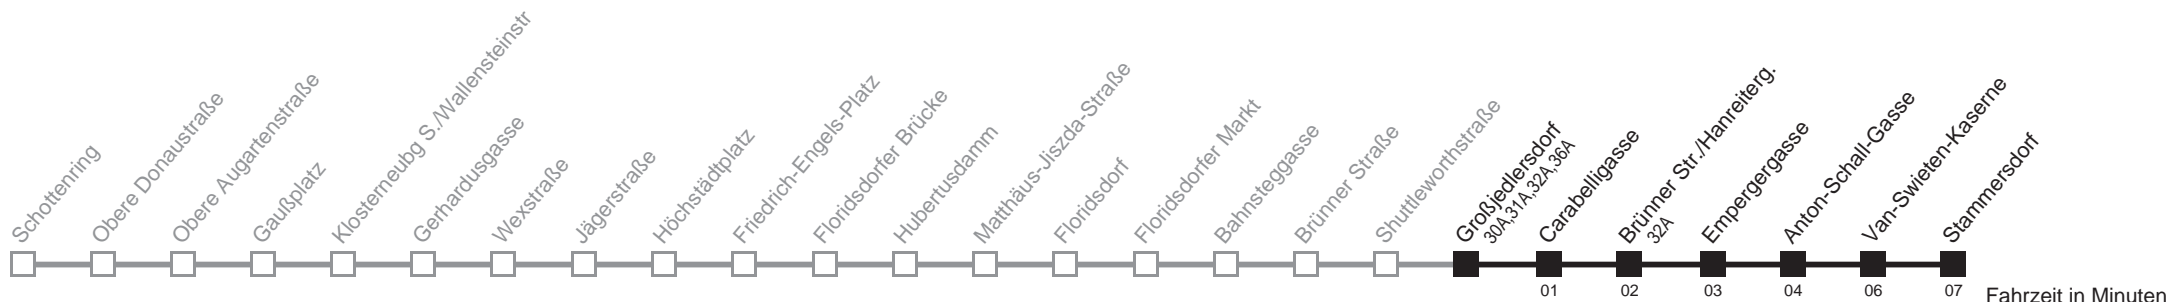 Schottenring
Obere Donaustraße
Obere Augartenstraße
Gaußplatz
Klosterneubg S./Wallensteinstr
Gerhardusgasse
Wexstraße
Jägerstraße
Höchstädtplatz
Friedrich-Engels-Platz
Floridsdorfer Brücke
Hubertusdamm
Matthäus-Jiszda-Straße
Floridsdorf
Floridsdorfer Markt
Bahnsteggasse
Brünner Straße
Shuttleworthstraße
Großjedlersdorf
30A,31A,32A,36A
Carabelligasse
Brünner Str./Hanreiterg.
32A
Empergergasse
Anton-Schall-Gasse
Van-Swieten-Kaserne
Stammersdorf
01 02 03 04 06 07 Fahrzeit in Minuten